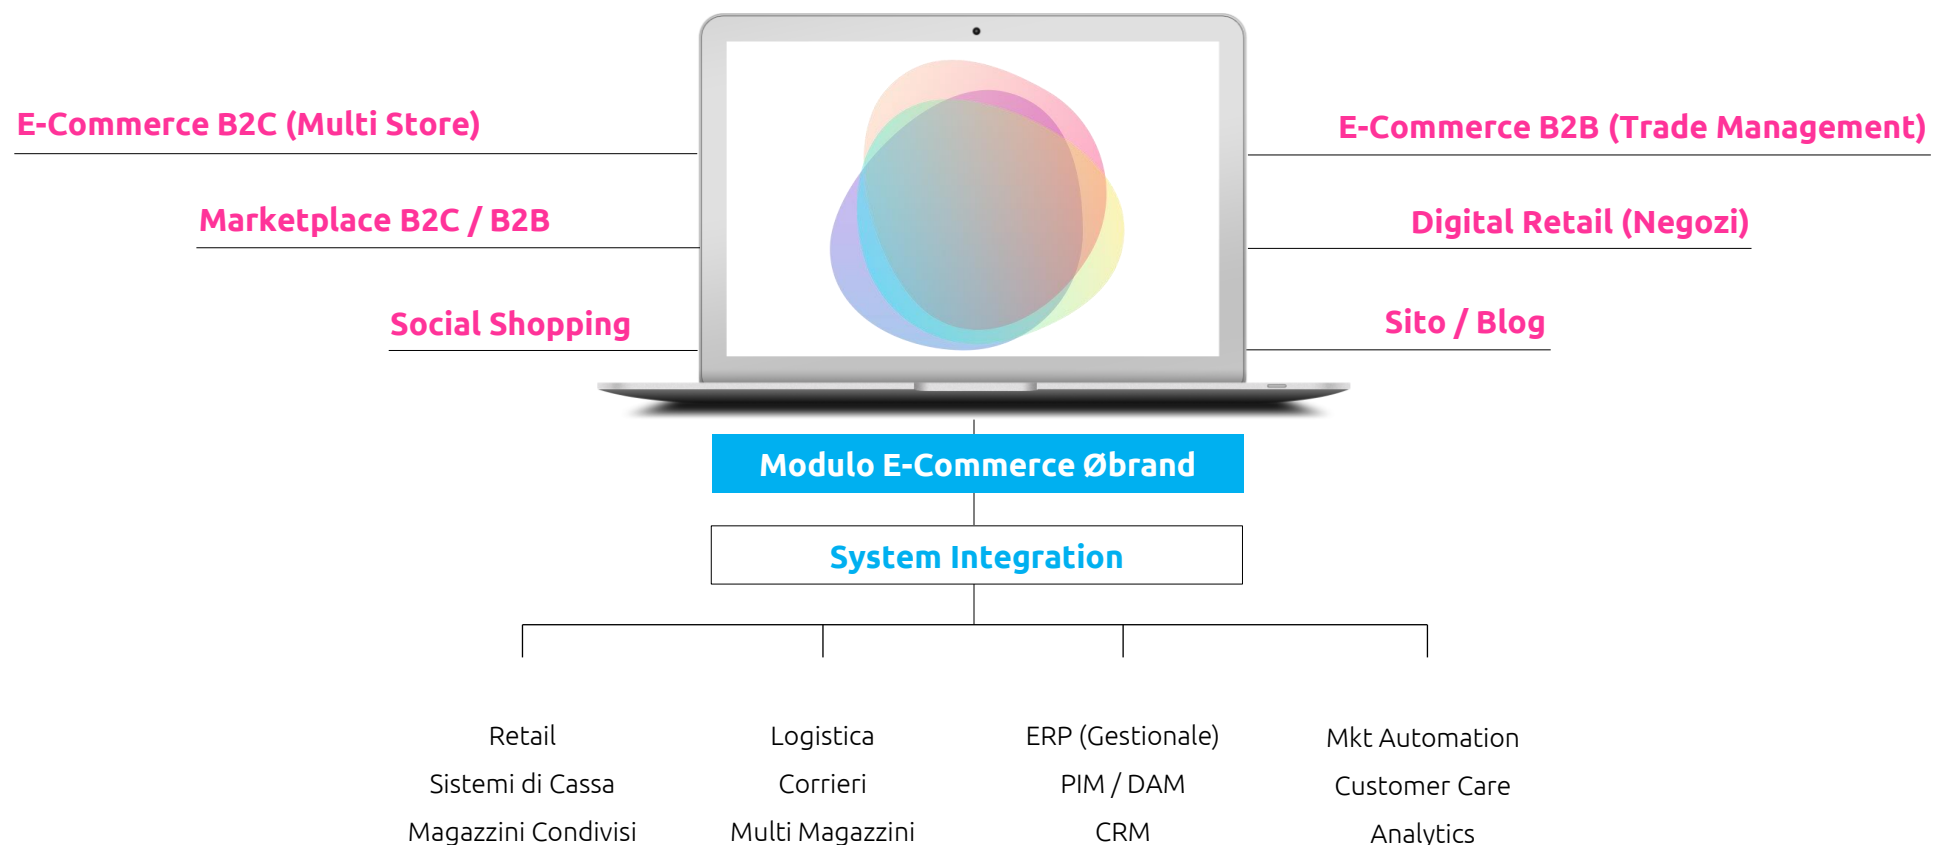 E-Commerce B2C (Multi Store)
E-Commerce B2B (Trade Management)
Marketplace B2C / B2B
Digital Retail (Negozi)
Social Shopping
Sito / Blog
Modulo E-Commerce Øbrand
System Integration
Retail
Sistemi di Cassa
Magazzini Condivisi
Logistica
Corrieri
Multi Magazzini
ERP (Gestionale)
PIM / DAM
CRM
Mkt Automation
Customer Care
Analytics